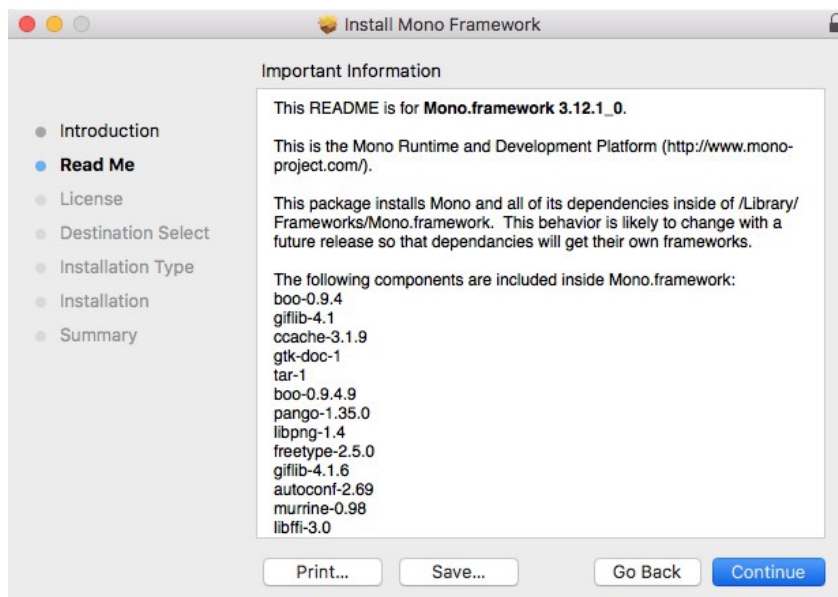 Install Mono Framework
Important Information
Introduction
Read Me
License
Destination Select
Installation Type
Installation
Summary
This README is for Mono.framework 3.12.1_0.
This is the Mono Runtime and Development Platform (http://www.mono-
project.com/).
This package installs Mono and all of its dependencies inside of /Library/
Frameworks/Mono.framework.  This behavior is likely to change with a
future release so that dependancies will get their own frameworks.
The following components are included inside Mono.framework:
boo-0.9.4
giflib-4.1
ccache-3.1.9
gtk-doc-1
tar-1
boo-0.9.4.9
pango-1.35.0
libpng-1.4
freetype-2.5.0
giflib-4.1.6
autoconf-2.69
murrine-0.98
libffi-3.0
Print...
Save...
Go Back
Continue